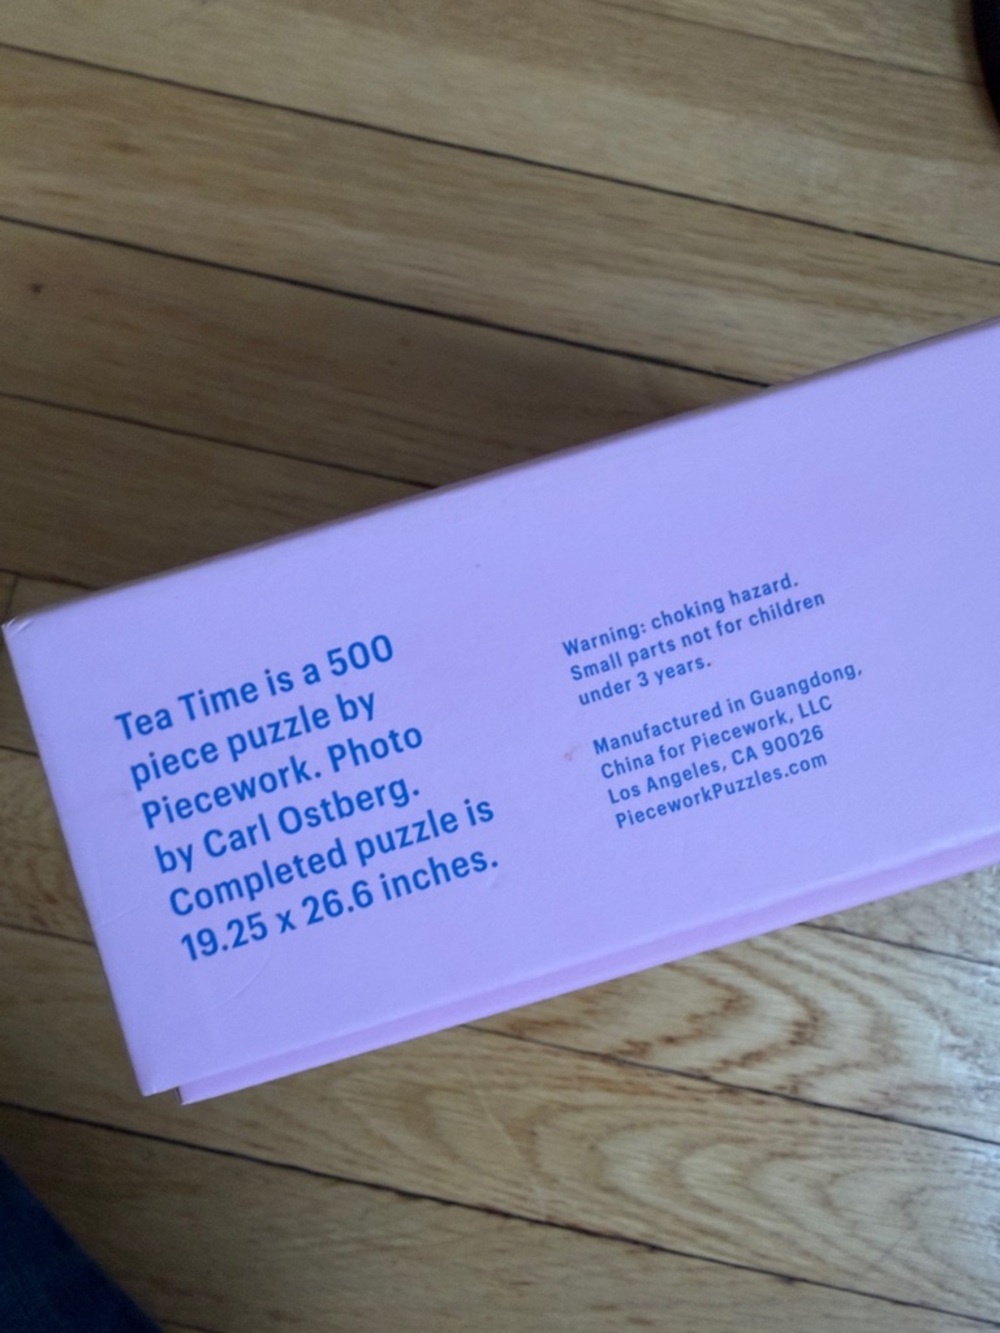 Tea Time is a 500
piece puzzle by
Piecework. Photo
by Carl Ostberg.
Completed puzzle is
19.25 x 26.6 inches.
Warning: choking hazard.
Small parts not for children
under 3 years.
Manufactured in Guangdong,
China for Piecework, LLC
Los Angeles, CA 90026
PieceworkPuzzles.com